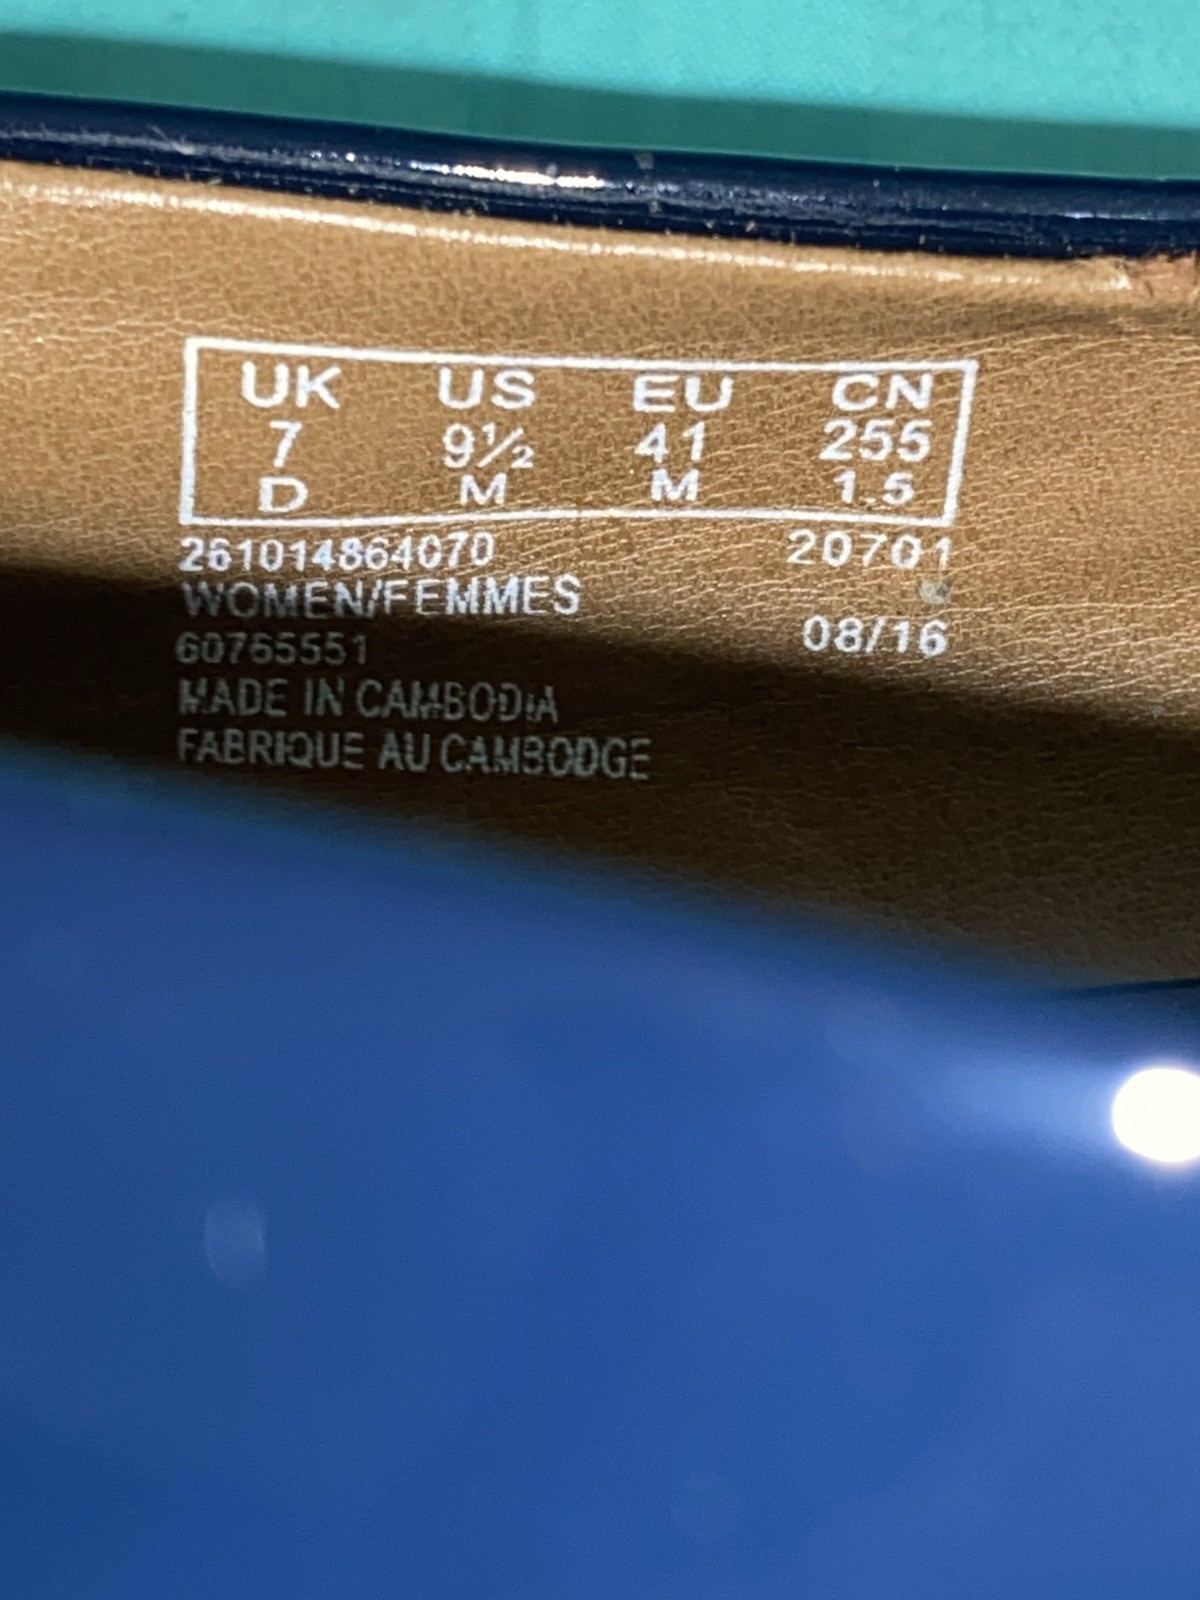 UK US EU CN
7 9½ 41 255
D M M 1.5
261014864070 20701
WOMEN/FEMMES
60765551 08/16
MADE IN CAMBODIA
FABRIQUE AU CAMBODGE